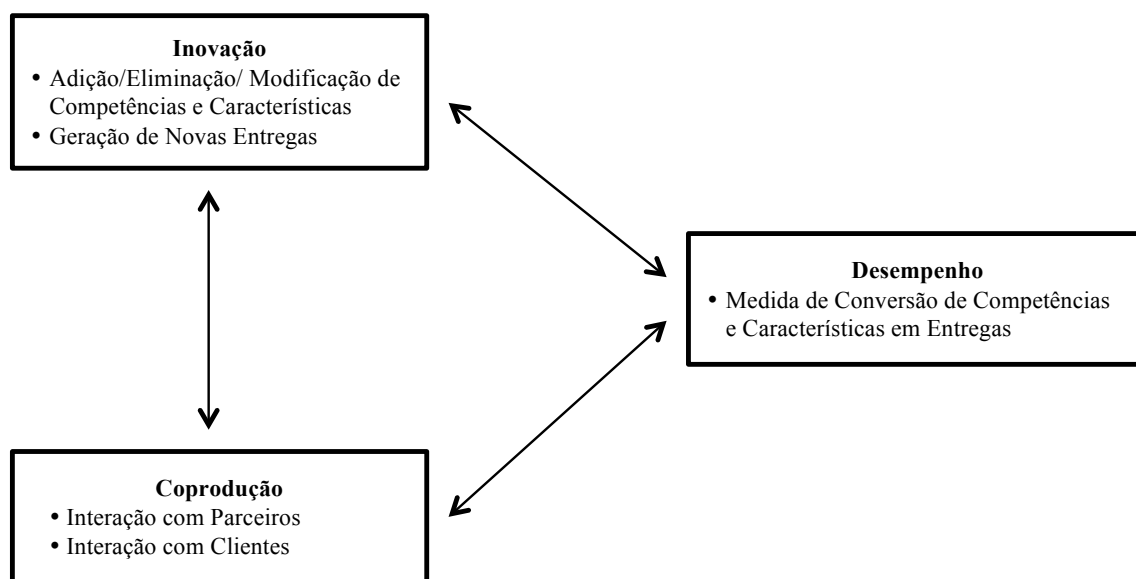 Inovação
• Adição/Eliminação/ Modificação de
Competências e Características
• Geração de Novas Entregas
Desempenho
• Medida de Conversão de Competências
e Características em Entregas
Coprodução
• Interação com Parceiros
• Interação com Clientes